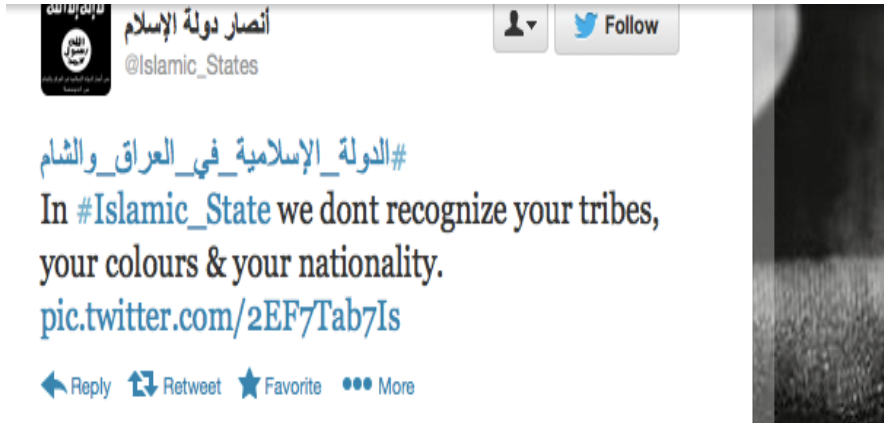 أنصار دولة الإسلام
@Islamic_States
Follow
#الدولة_الإسلامية_في_العراق_والشام
In #Islamic_State we dont recognize your tribes,
your colours & your nationality.
pic.twitter.com/2EF7Tab7Is
Reply Retweet Favorite More